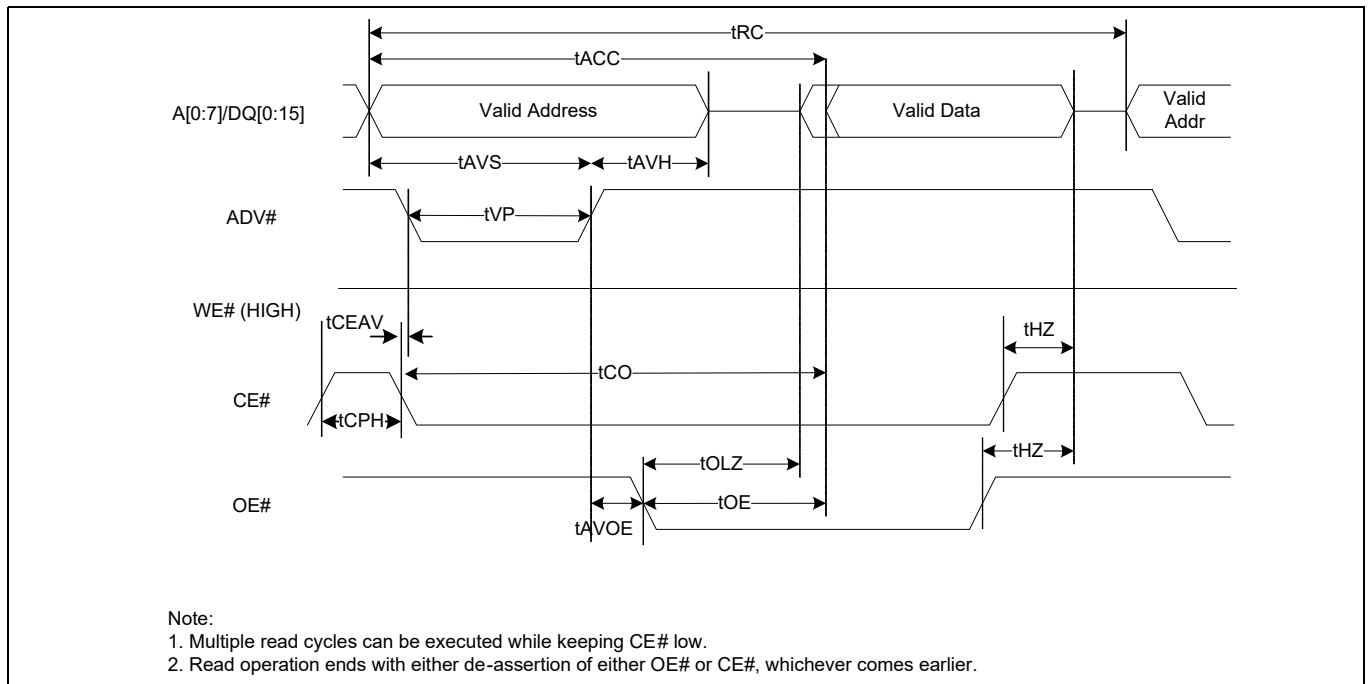 tRC
tACC
A[0:7]/DQ[0:15]
Valid Address
Valid Data
Valid
Addr
tAVS
tAVH
ADV#
tVP
WE# (HIGH)
tCEAV
tHZ
tCO
CE#
tCPH
tHZ
tOLZ
OE#
tOE
tAVOE
Note:
1. Multiple read cycles can be executed while keeping CE# low.
2. Read operation ends with either de-assertion of either OE# or CE#, whichever comes earlier.